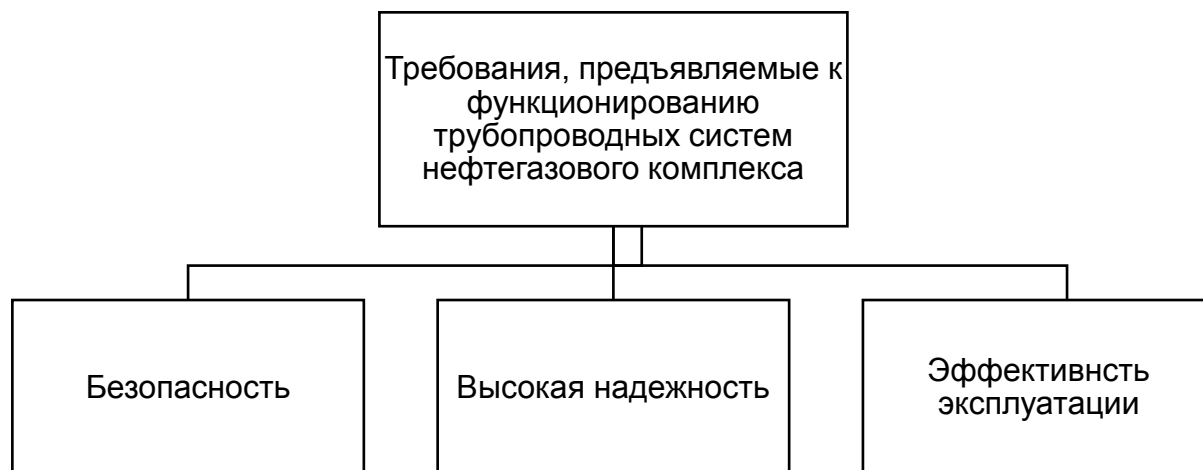 Требования, предъявляемые к
функционированию
трубопроводных систем
нефтегазового комплекса
Безопасность
Высокая надежность
Эффективнсть
эксплуатации